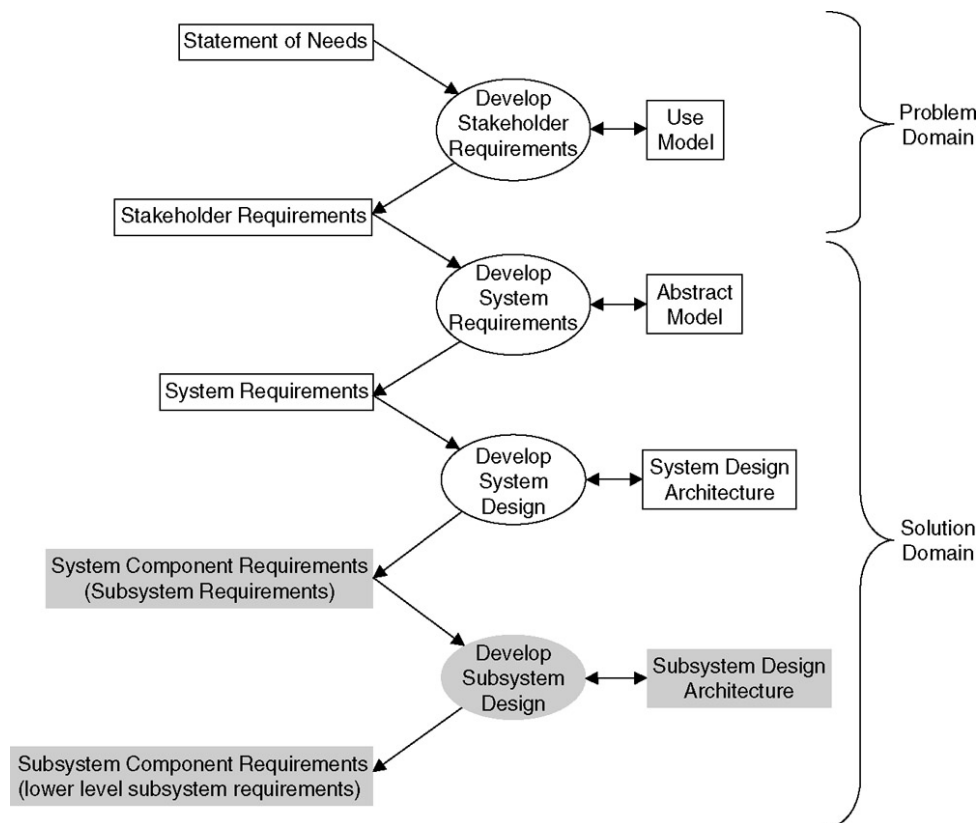 Statement of Needs
Develop
Stakeholder
Requirements
Use
Model
Problem
Domain
Stakeholder Requirements
Develop
System
Requirements
Abstract
Model
System Requirements
Develop
System
Design
System Design
Architecture
Solution
Domain
System Component Requirements
(Subsystem Requirements)
Develop
Subsystem
Design
Subsystem Design
Architecture
Subsystem Component Requirements
(lower level subsystem requirements)